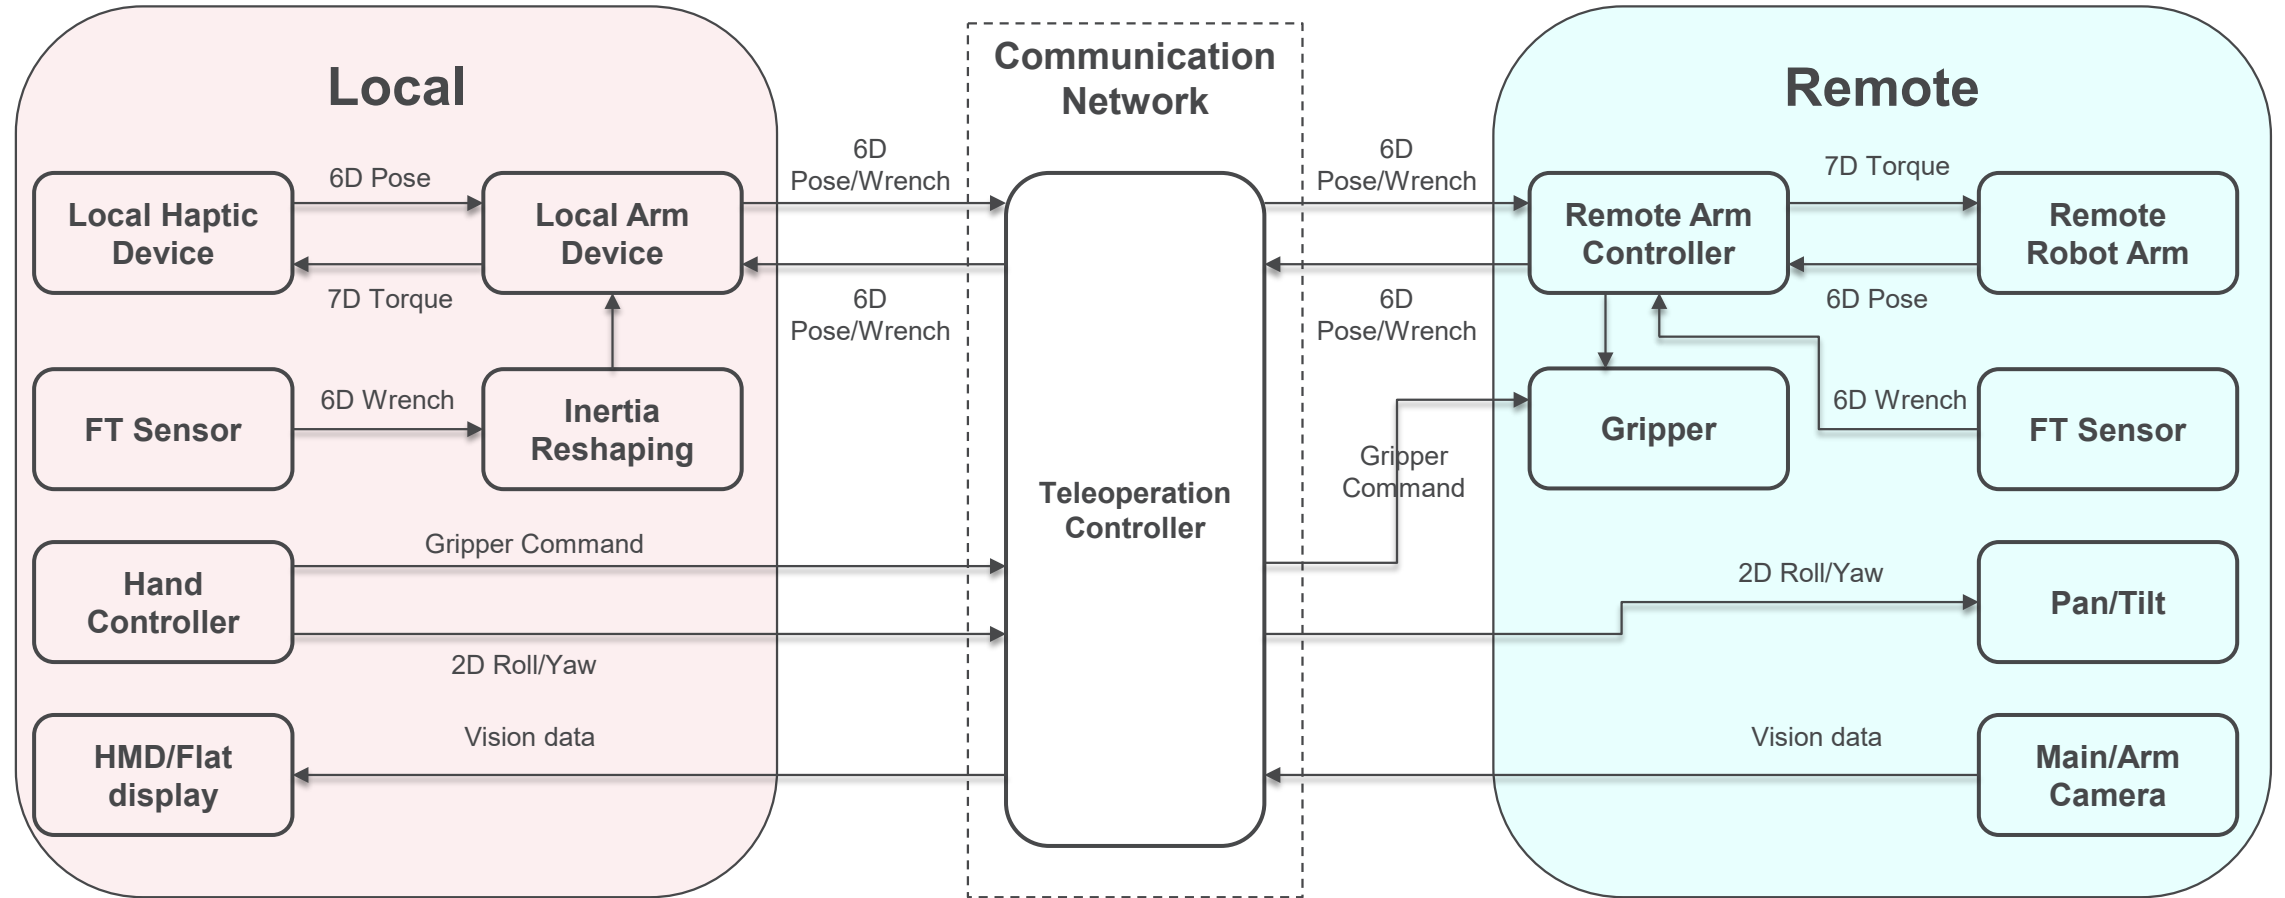 Local
Communication
Network
Remote
6D
Pose/Wrench
6D
Pose/Wrench
6D Pose
7D Torque
Local Haptic
Device
Local Arm
Device
Remote Arm
Controller
Remote
Robot Arm
7D Torque
6D
Pose/Wrench
6D
Pose/Wrench
6D Pose
FT Sensor
6D Wrench
Inertia
Reshaping
Gripper
6D Wrench
FT Sensor
Gripper
Command
Teleoperation
Controller
Gripper Command
Hand
Controller
2D Roll/Yaw
2D Roll/Yaw
Pan/Tilt
Vision data
Vision data
HMD/Flat
display
Main/Arm
Camera